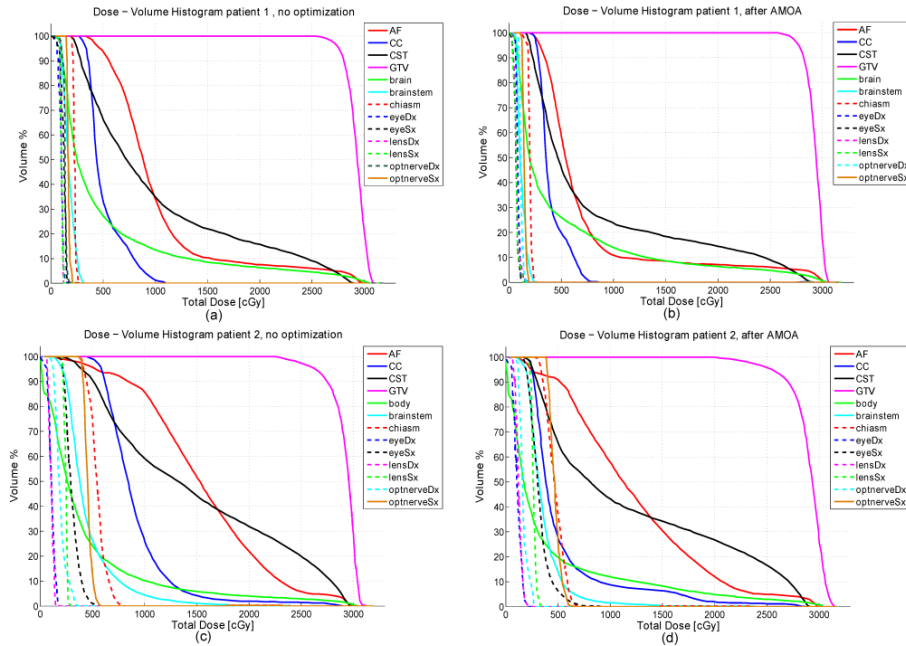 Dose – Volume Histogram patient 1 , no optimization
Volume %
100
90
80
70
60
50
40
30
20
10
0
0 500 1000 1500 2000 2500 3000
Total Dose [cGy]
(a)
AF
CC
CST
GTV
brain
brainstem
chiasm
eyeDx
eyeSx
lensDx
lensSx
optnerveDx
optnerveSx
Dose – Volume Histogram patient 1, after AMOA
Volume %
100
90
80
70
60
50
40
30
20
10
0
0 500 1000 1500 2000 2500 3000
Total Dose [cGy]
(b)
AF
CC
CST
GTV
brain
brainstem
chiasm
eyeDx
eyeSx
lensDx
lensSx
optnerveDx
optnerveSx
Dose – Volume Histogram patient 2, no optimization
Volume %
100
90
80
70
60
50
40
30
20
10
0
0 500 1000 1500 2000 2500 3000
Total Dose [cGy]
(c)
AF
CC
CST
GTV
body
brainstem
chiasm
eyeDx
eyeSx
lensDx
lensSx
optnerveDx
optnerveSx
Dose – Volume Histogram patient 2, after AMOA
Volume %
100
90
80
70
60
50
40
30
20
10
0
0 500 1000 1500 2000 2500 3000
Total Dose [cGy]
(d)
AF
CC
CST
GTV
body
brainstem
chiasm
eyeDx
eyeSx
lensDx
lensSx
optnerveDx
optnerveSx